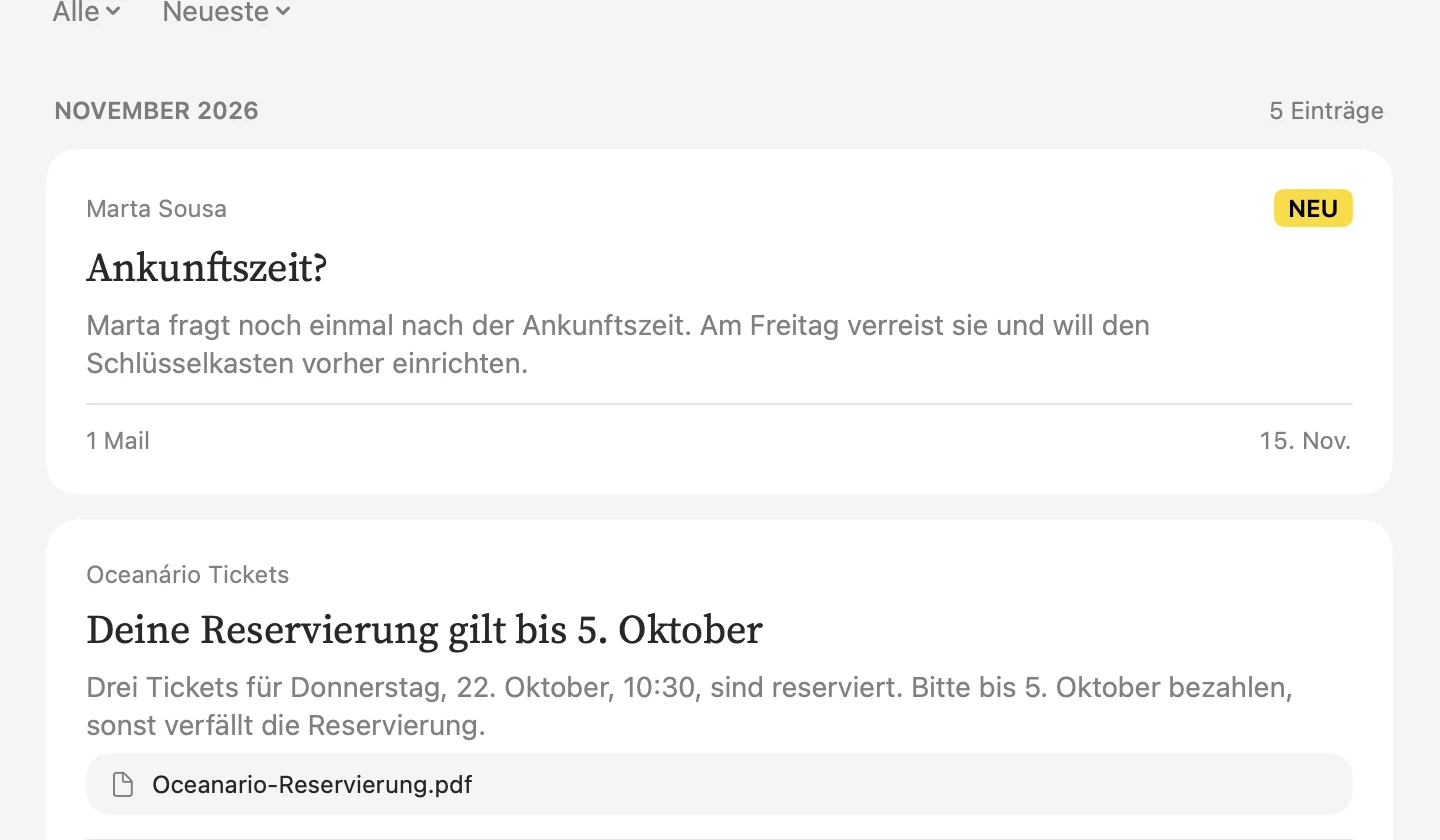 Alle
Neueste
NOVEMBER 2026
5 Einträge
Marta Sousa
NEU
Ankunftszeit?
Marta fragt noch einmal nach der Ankunftszeit. Am Freitag verreist sie und will den
Schlüsselkasten vorher einrichten.
1 Mail
15. Nov.
Oceanário Tickets
Deine Reservierung gilt bis 5. Oktober
Drei Tickets für Donnerstag, 22. Oktober, 10:30, sind reserviert. Bitte bis 5. Oktober bezahlen,
sonst verfällt die Reservierung.
Oceanario-Reservierung.pdf